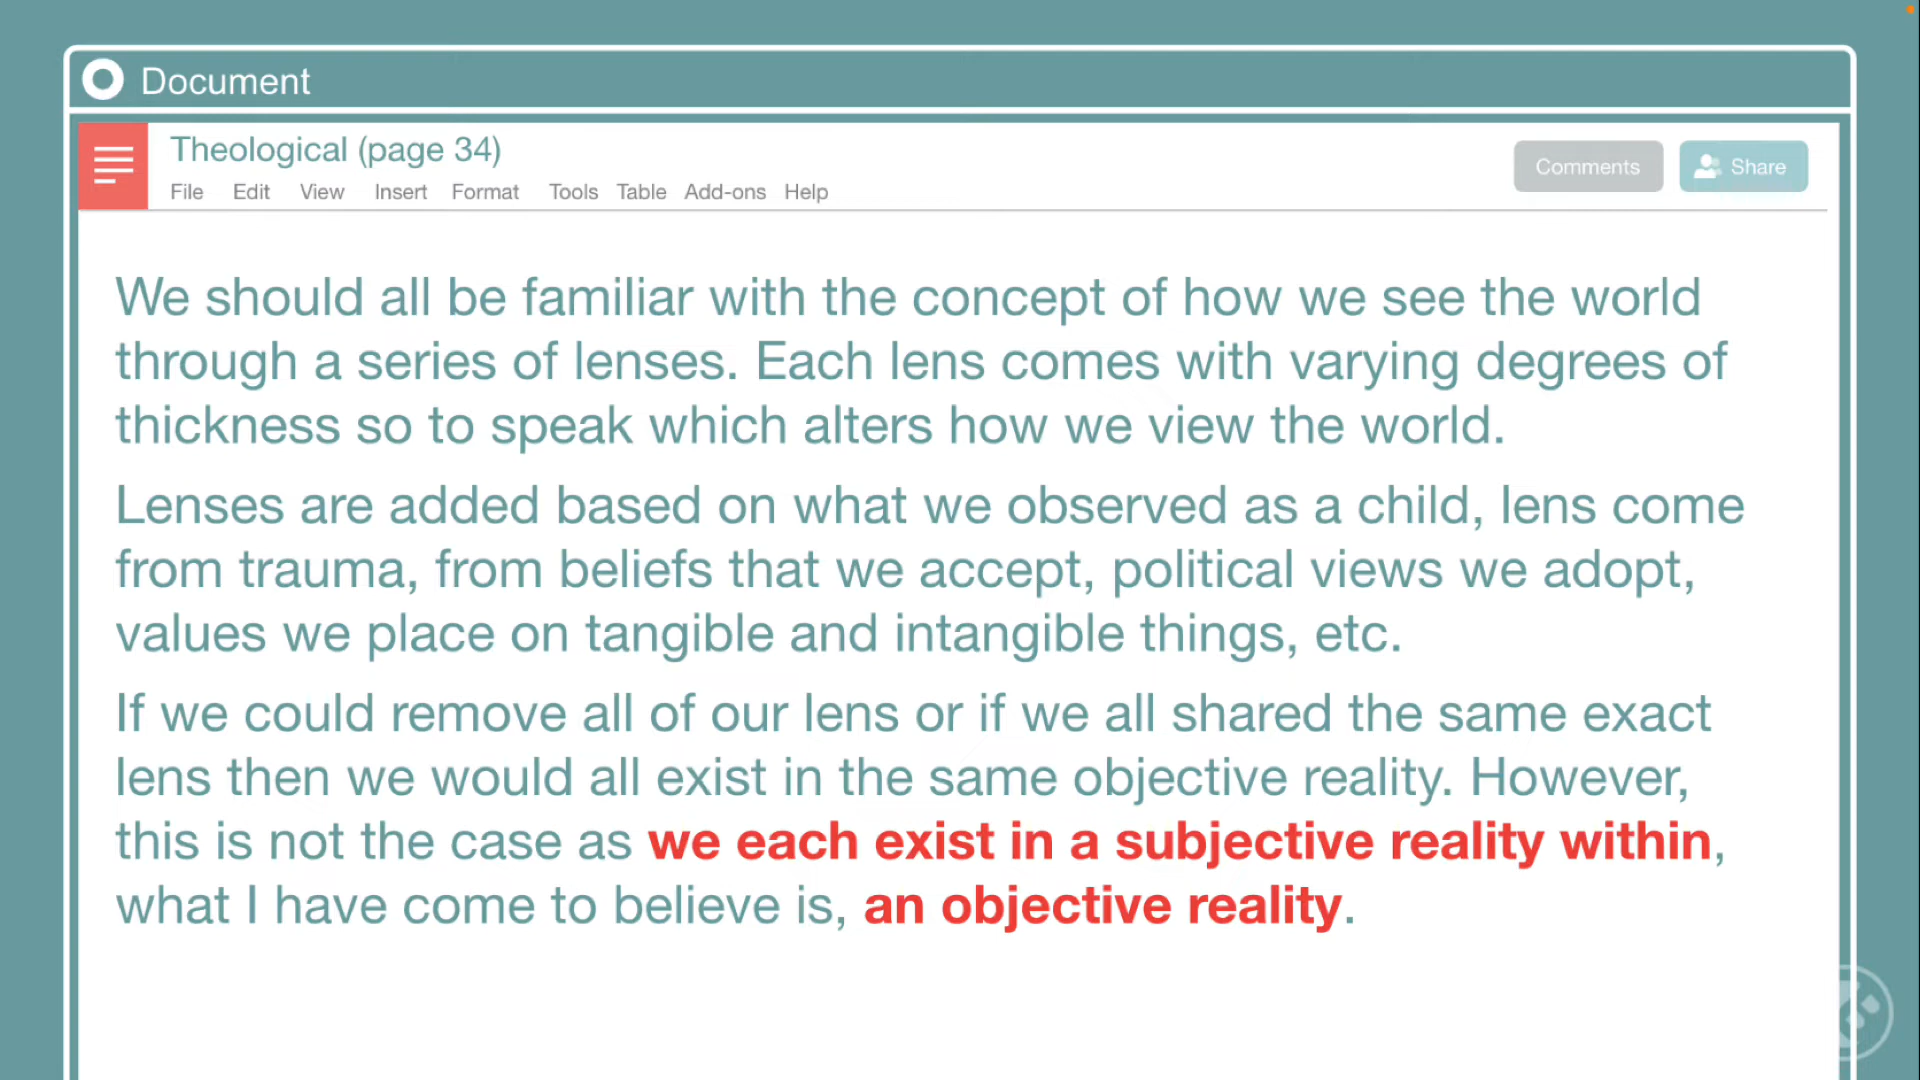 Document
Theological (page 34)
File Edit View Insert Format Tools Table Add-ons Help
Comments
Share
We should all be familiar with the concept of how we see the world
through a series of lenses. Each lens comes with varying degrees of
thickness so to speak which alters how we view the world.
Lenses are added based on what we observed as a child, lens come
from trauma, from beliefs that we accept, political views we adopt,
values we place on tangible and intangible things, etc.
If we could remove all of our lens or if we all shared the same exact
lens then we would all exist in the same objective reality. However,
this is not the case as we each exist in a subjective reality within,
what I have come to believe is, an objective reality.